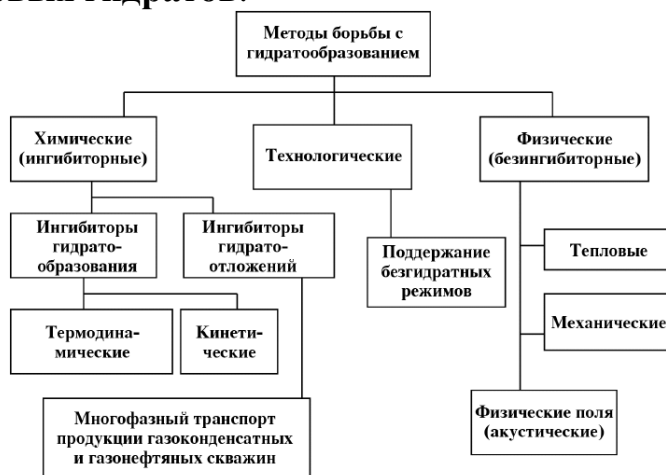 гидратов.
Методы борьбы с
гидратообразованием
Химические
(ингибиторные)
Технологические
Физические
(безингибиторные)
Ингибиторы
гидрато-
образования
Ингибиторы
гидрато-
отложений
Поддержание
безгидратных
режимов
Тепловые
Термодина-
мические
Кинети-
ческие
Механические
Многофазный транспорт
продукции газоконденсатных
и газонефтяных скважин
Физические поля
(акустические)